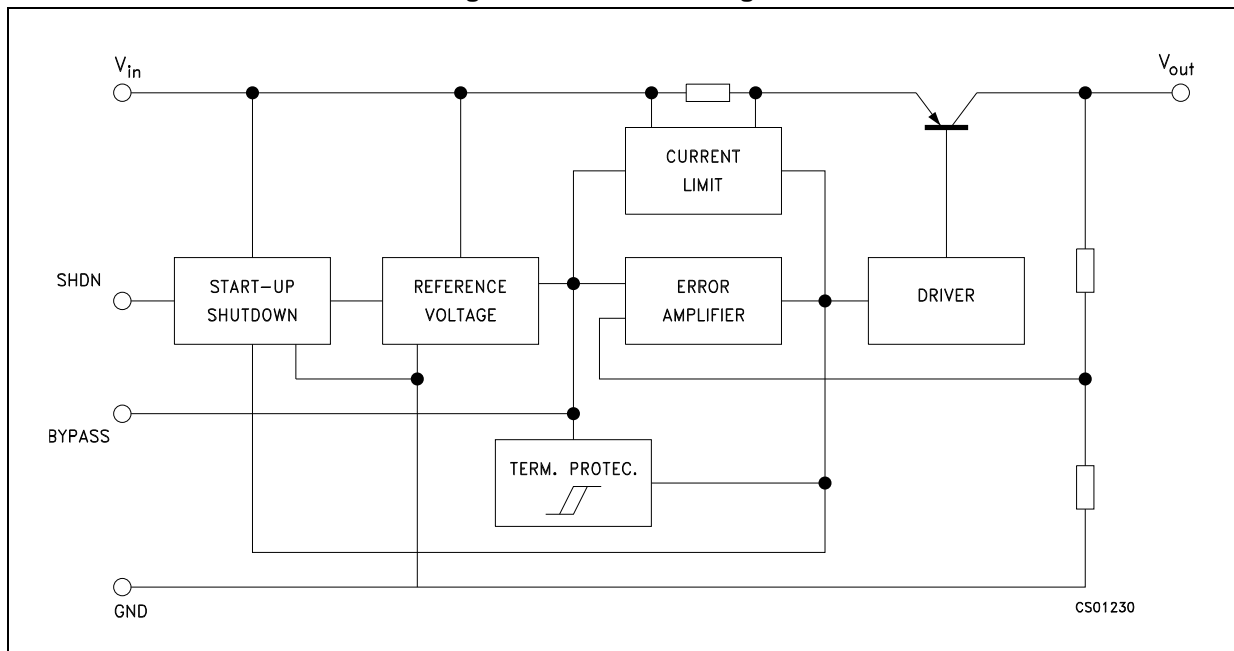 V_in
V_out
CURRENT
LIMIT
SHDN
START-UP
SHUTDOWN
REFERENCE
VOLTAGE
ERROR
AMPLIFIER
DRIVER
BYPASS
TERM. PROTEC.
GND
CS01230